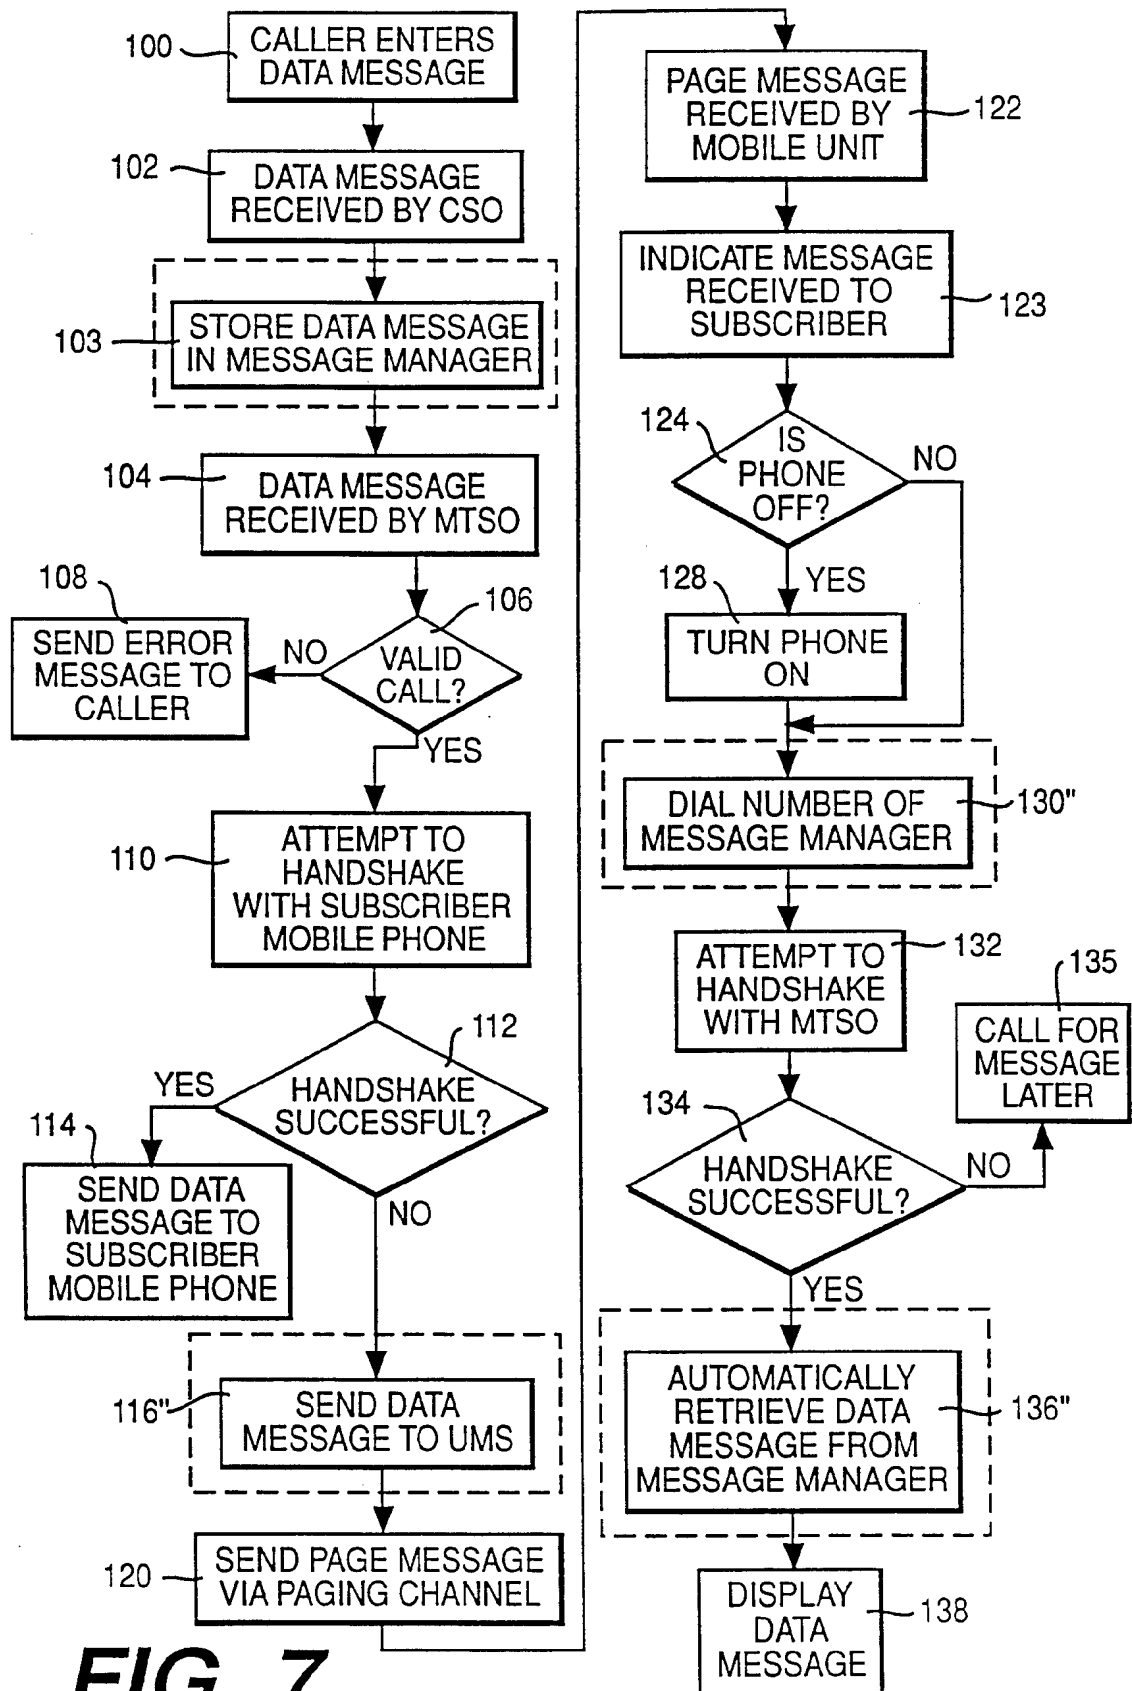 100
CALLER ENTERS
DATA MESSAGE
102
DATA MESSAGE
RECEIVED BY CSO
103
STORE DATA MESSAGE
IN MESSAGE MANAGER
104
DATA MESSAGE
RECEIVED BY MTSO
106
VALID
CALL?
NO
108
SEND ERROR
MESSAGE TO
CALLER
YES
110
ATTEMPT TO
HANDSHAKE
WITH SUBSCRIBER
MOBILE PHONE
112
HANDSHAKE
SUCCESSFUL?
YES
114
SEND DATA
MESSAGE TO
SUBSCRIBER
MOBILE PHONE
NO
116"
SEND DATA
MESSAGE TO UMS
120
SEND PAGE MESSAGE
VIA PAGING CHANNEL
PAGE MESSAGE
RECEIVED BY
MOBILE UNIT
122
INDICATE MESSAGE
RECEIVED TO
SUBSCRIBER
123
124
IS
PHONE
OFF?
NO
YES
128
TURN PHONE
ON
DIAL NUMBER OF
MESSAGE MANAGER
130"
ATTEMPT TO
HANDSHAKE
WITH MTSO
132
134
HANDSHAKE
SUCCESSFUL?
NO
135
CALL FOR
MESSAGE
LATER
YES
AUTOMATICALLY
RETRIEVE DATA
MESSAGE FROM
MESSAGE MANAGER
136"
DISPLAY
DATA
MESSAGE
138
FIG. 7